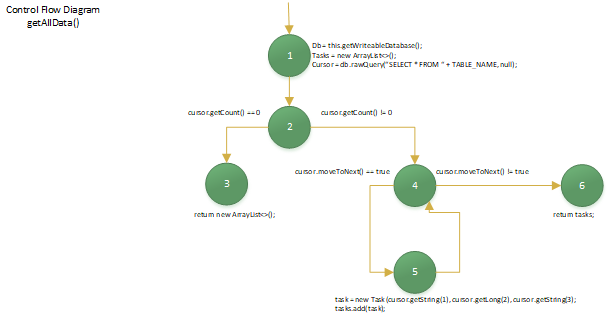 Control Flow Diagram
getAllData()
1
Db = this.getWriteableDatabase();
Tasks = new ArrayList<>();
Cursor = db.rawQuery("SELECT * FROM " + TABLE_NAME, null);
cursor.getCount() == 0
cursor.getCount() != 0
2
cursor.moveToNext() == true
cursor.moveToNext() != true
3
4
6
return new ArrayList<>();
return tasks;
5
task = new Task (cursor.getString(1), cursor.getLong(2), cursor.getString(3);
tasks.add(task);